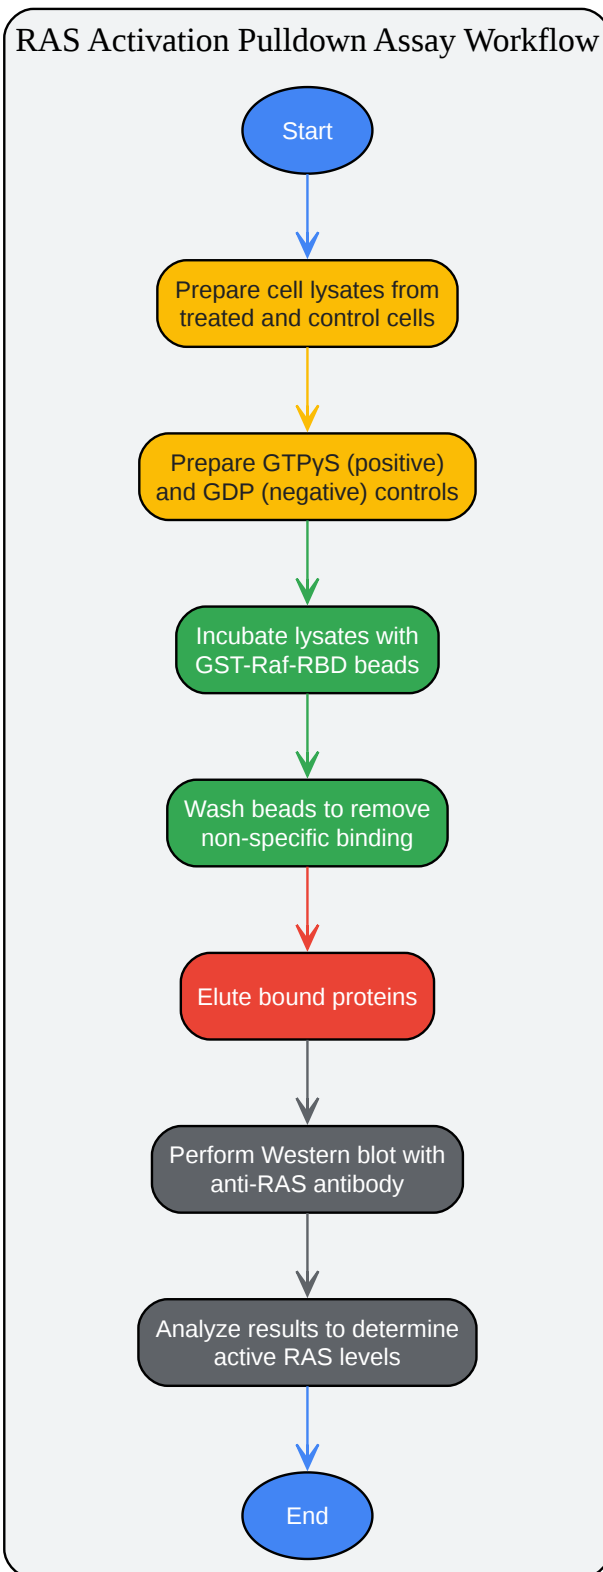 RAS Activation Pulldown Assay Workflow
Start
Prepare cell lysates from
treated and control cells
Prepare GTPγS (positive)
and GDP (negative) controls
Incubate lysates with
GST-Raf-RBD beads
Wash beads to remove
non-specific binding
Elute bound proteins
Perform Western blot with
anti-RAS antibody
Analyze results to determine
active RAS levels
End